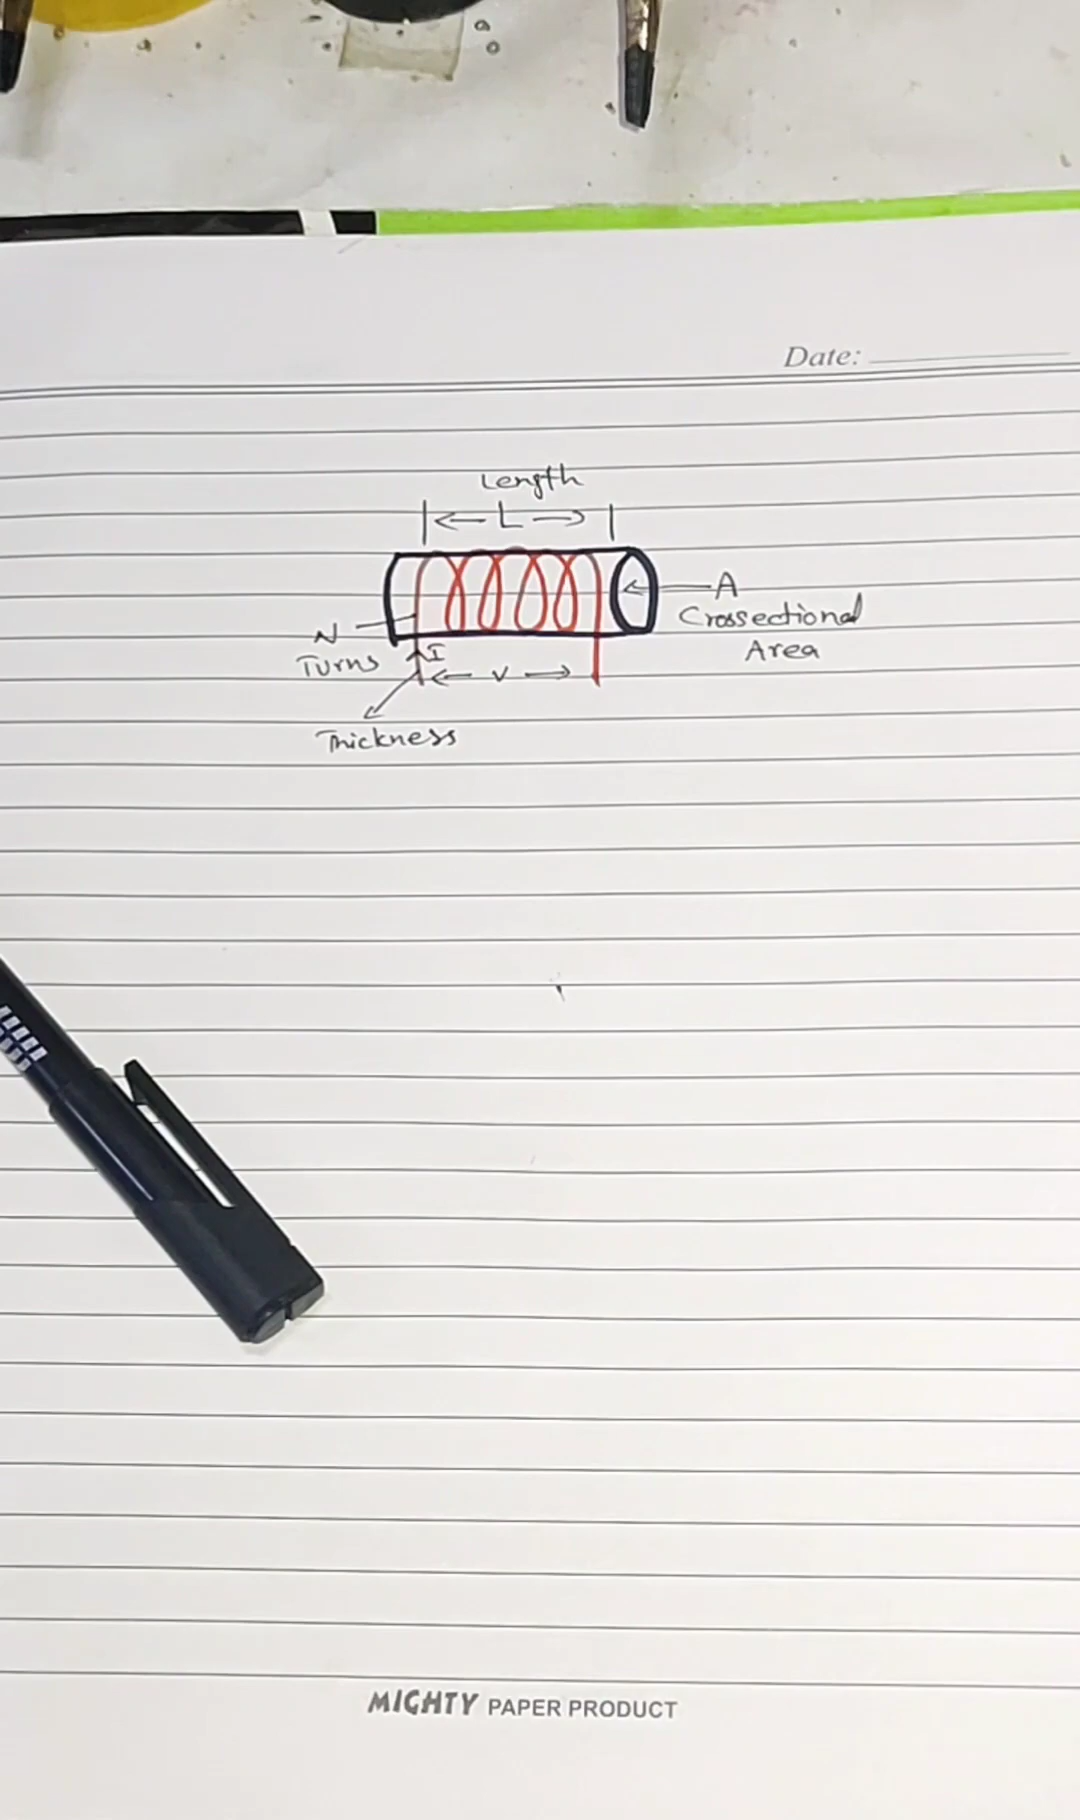 Date:
Length
L
A
Crossectional
Area
N
Turns
I
V
Thickness
MIGHTY PAPER PRODUCT